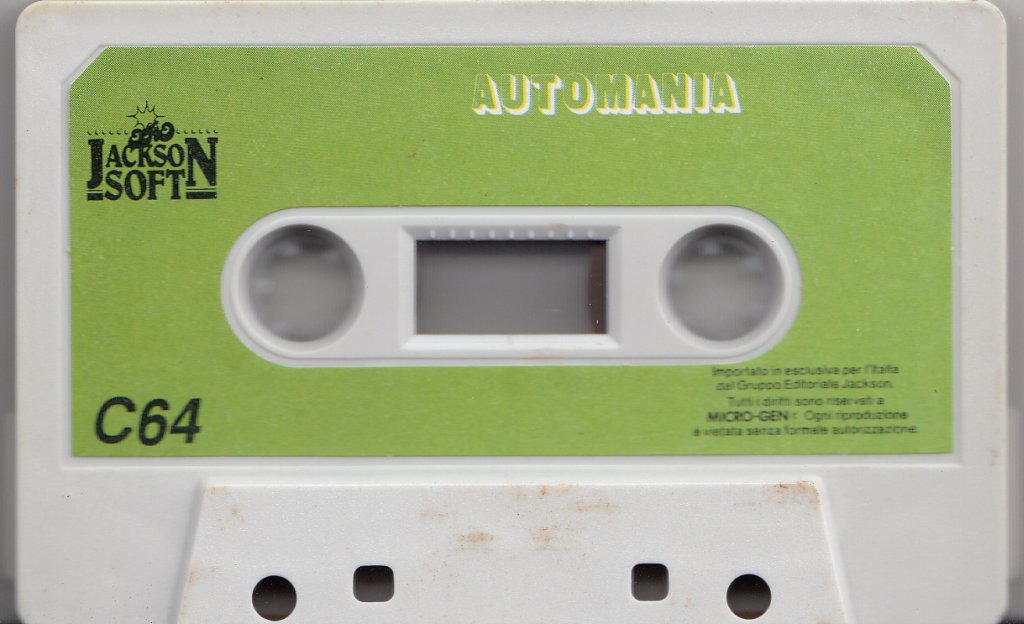 AUTOMANIA
The
JACKSON
SOFT
C64
Importato in esclusiva per l'Italia
dal Gruppo Editoriale Jackson.
Tutti i diritti sono riservati a
MICRO-GEN: Ogni riproduzione
è vietata senza formale autorizzazione.